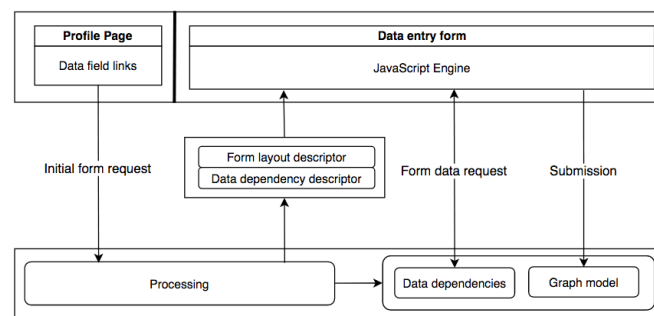 Profile Page
Data field links
Data entry form
JavaScript Engine
Initial form request
Form layout descriptor
Data dependency descriptor
Form data request
Submission
Processing
Data dependencies
Graph model